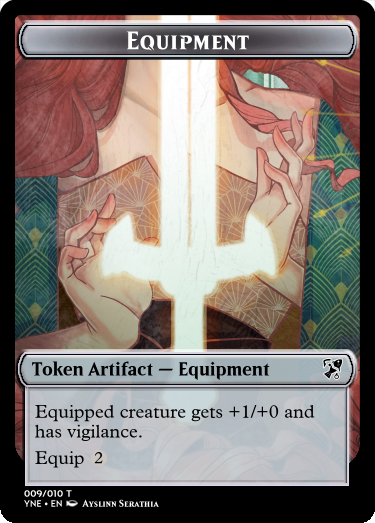 EQUIPMENT
Token Artifact — Equipment
Equipped creature gets +1/+0 and
has vigilance.
Equip 2
009/010 T
YNE • EN AYSLINN SERATHIA